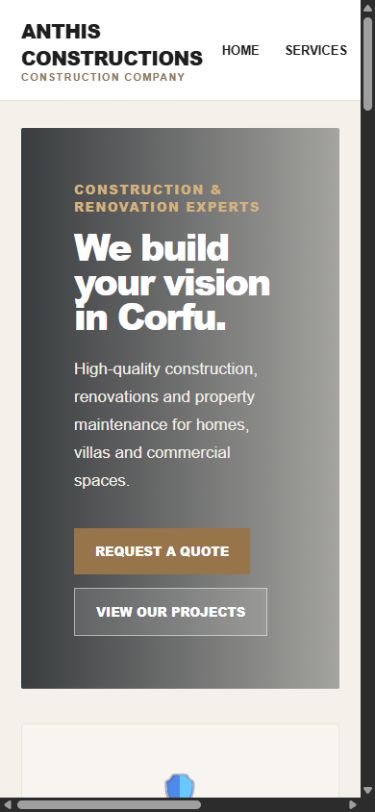 ANTHIS
CONSTRUCTIONS
CONSTRUCTION COMPANY
HOME SERVICES
CONSTRUCTION &
RENOVATION EXPERTS
We build
your vision
in Corfu.
High-quality construction,
renovations and property
maintenance for homes,
villas and commercial
spaces.
REQUEST A QUOTE
VIEW OUR PROJECTS